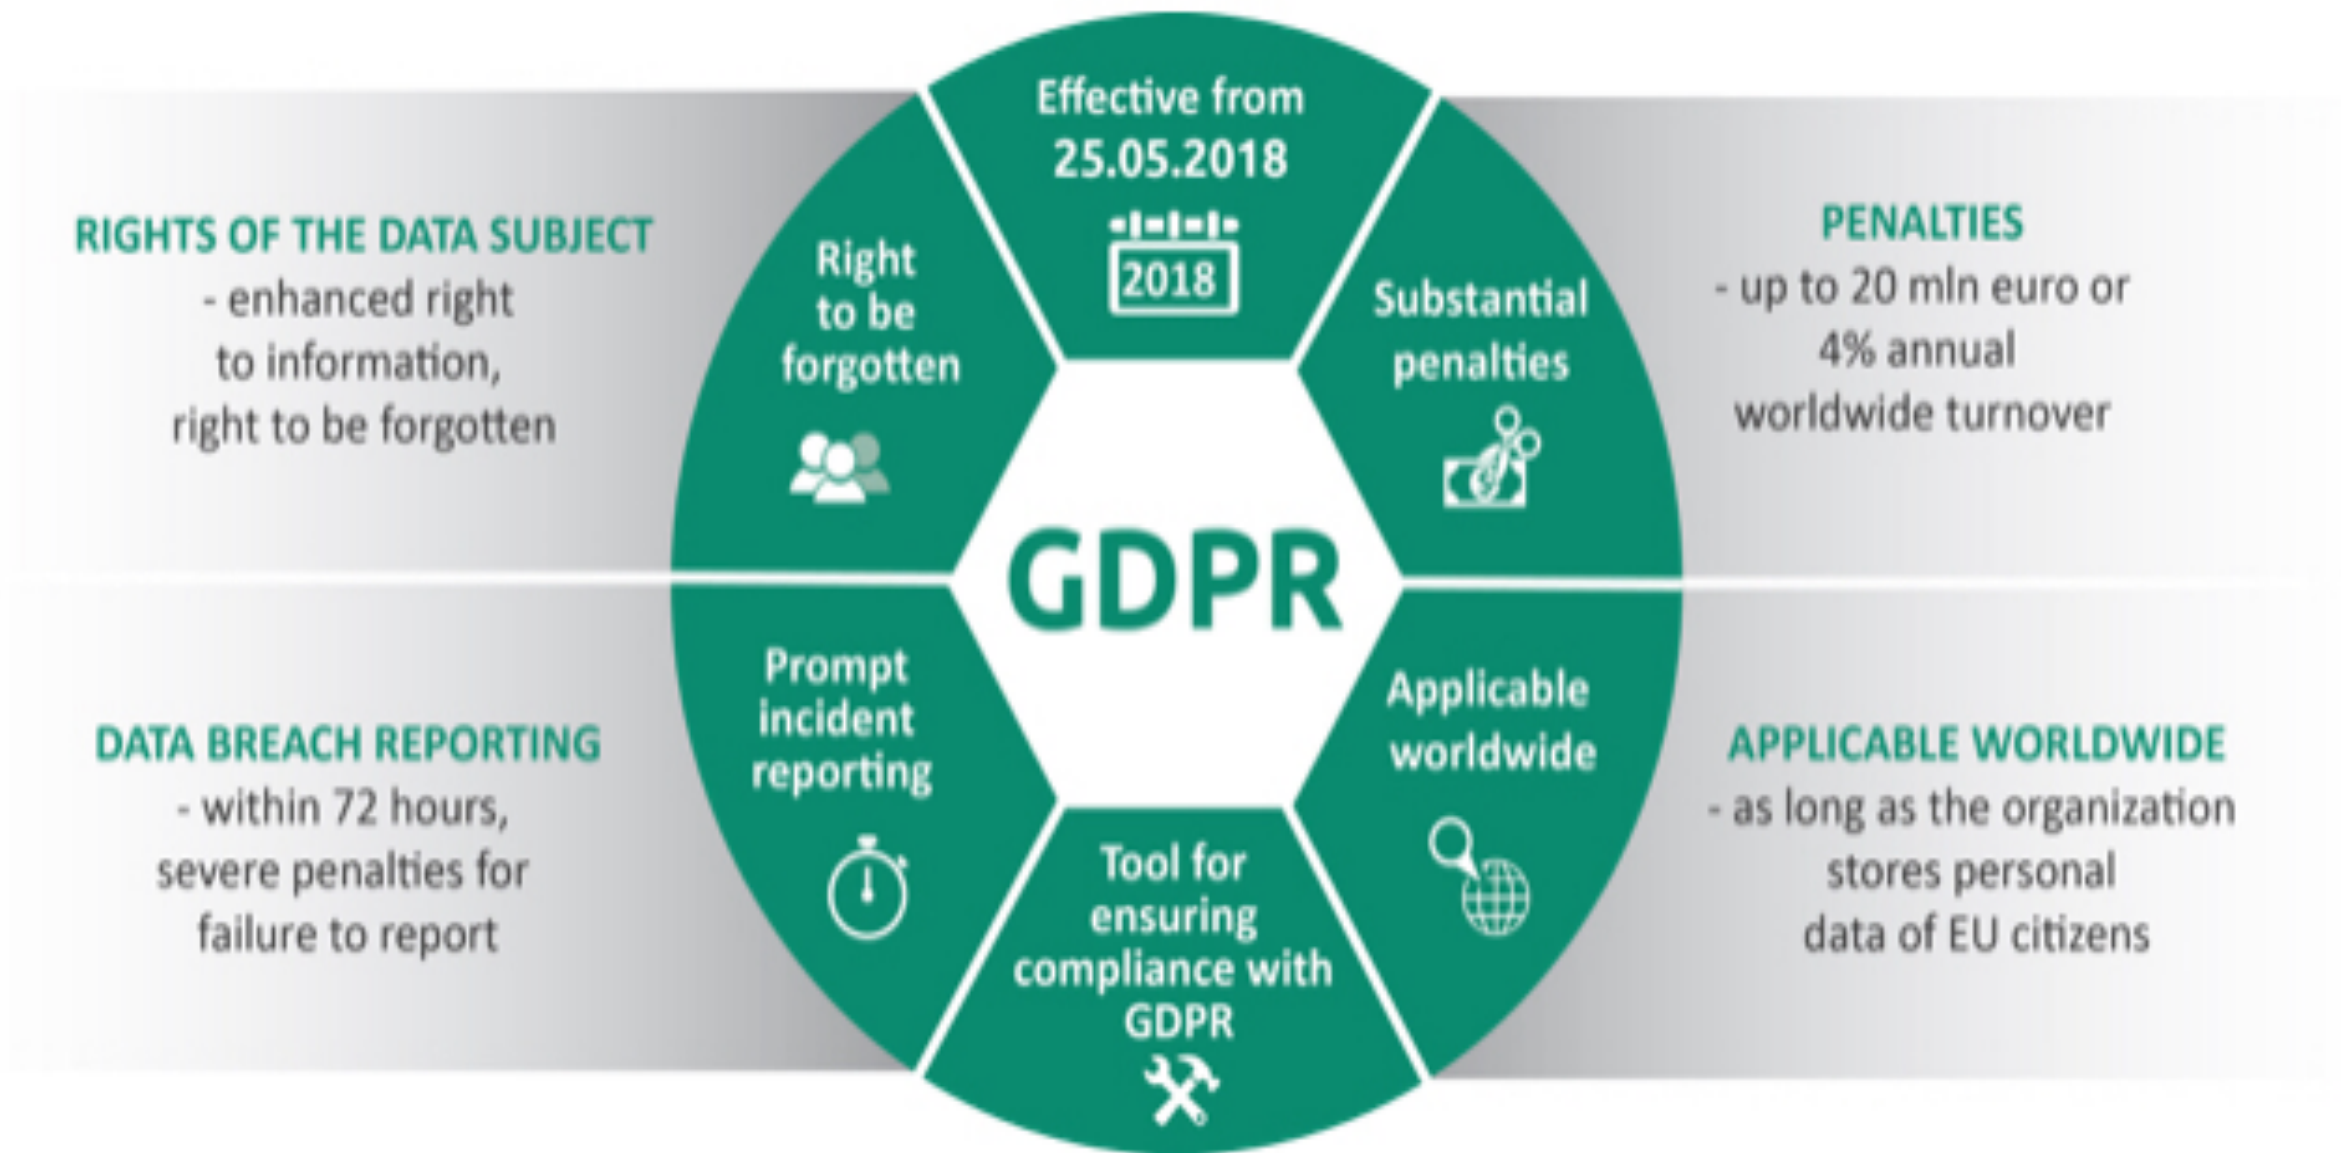 Effective from
25.05.2018
2018
RIGHTS OF THE DATA SUBJECT
- enhanced right
to information,
right to be forgotten
Right
to be
forgotten
Substantial
penalties
PENALTIES
- up to 20 mln euro or
4% annual
worldwide turnover
GDPR
DATA BREACH REPORTING
- within 72 hours,
severe penalties for
failure to report
Prompt
incident
reporting
Tool for
ensuring
compliance with
GDPR
Applicable
worldwide
APPLICABLE WORLDWIDE
- as long as the organization
stores personal
data of EU citizens